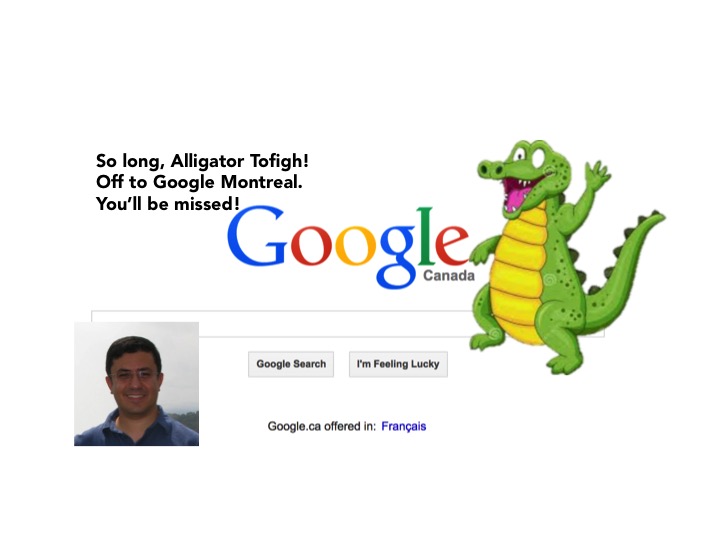 So long, Alligator Tofigh!
Off to Google Montreal.
You’ll be missed!
Google
Canada
Google Search
I'm Feeling Lucky
Google.ca offered in: Français